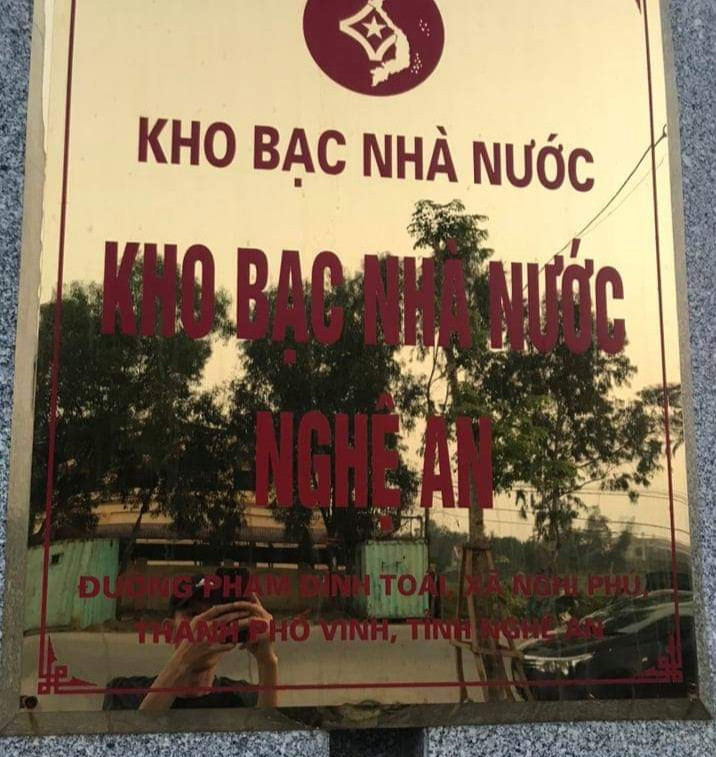 KHO BẠC NHÀ NƯỚC
KHO BẠC NHÀ NƯỚC
NGHỆ AN
ĐƯỜNG PHẠM ĐÌNH TOÁI, XÃ NGHI PHÚ,
THÀNH PHỐ VINH, TỈNH NGHỆ AN